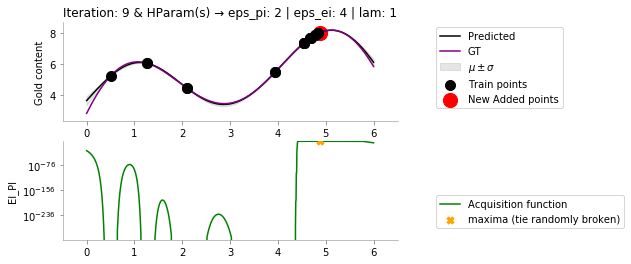 Iteration: 9 & HParam(s) → eps_pi: 2 | eps_ei: 4 | lam: 1
Gold content
8
6
4
0 1 2 3 4 5 6
Predicted
GT
μ ± σ
Train points
New Added points
EI_PI
10⁻⁷⁶
10⁻¹⁵⁶
10⁻²³⁶
0 1 2 3 4 5 6
Acquisition function
maxima (tie randomly broken)